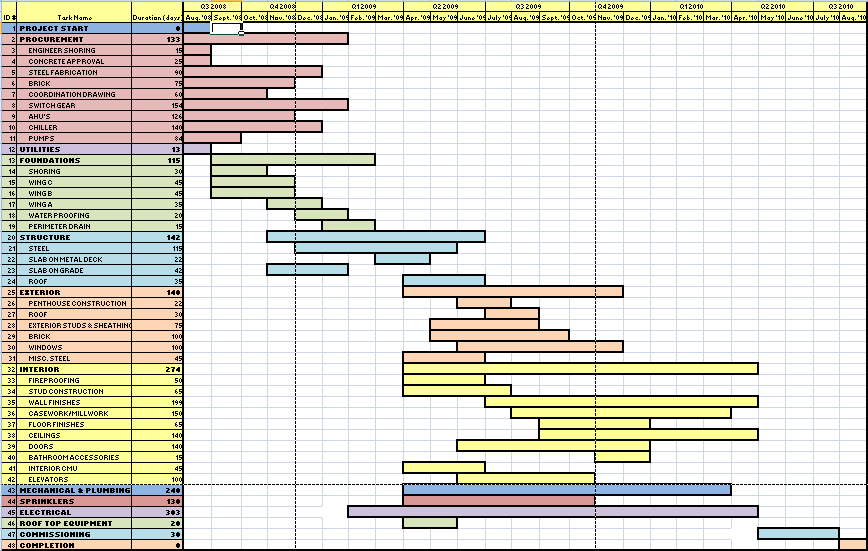 Q3 2008 Q4 2008 Q1 2009 Q2 2009 Q3 2009 Q4 2009 Q1 2010 Q2 2010 Q3 2010
ID # Task Name Duration (days) Aug. '08 Sept. '08 Oct. '08 Nov. '08 Dec. '08 Jan. '09 Feb. '09 Mar. '09 Apr. '09 May. '09 June. '09 July. '09 Aug. '09 Sept. '09 Oct. '09 Nov. '09 Dec. '09 Jan. '10 Feb. '10 Mar. '10 Apr. '10 May. '10 June. '10 July '10 Aug. '10
1 PROJECT START 0
2 PROCUREMENT 133
3 ENGINEER SHORING 15
4 CONCRETE APPROVAL 25
5 STEEL FABRICATION 90
6 BRICK 75
7 COORDINATION DRAWING 60
8 SWITCH GEAR 154
9 AHU'S 126
10 CHILLER 140
11 PUMPS 84
12 UTILITIES 13
13 FOUNDATIONS 115
14 SHORING 30
15 WING C 45
16 WING B 45
17 WING A 35
18 WATER PROOFING 20
19 PERIMETER DRAIN 15
20 STRUCTURE 142
21 STEEL 115
22 SLAB ON METAL DECK 22
23 SLAB ON GRADE 42
24 ROOF 35
25 EXTERIOR 140
26 PENTHOUSE CONSTRUCTION 22
27 ROOF 30
28 EXTERIOR STUDS & SHEATHING 75
29 BRICK 100
30 WINDOWS 100
31 MISC. STEEL 45
32 INTERIOR 274
33 FIREPROOFING 50
34 STUD CONSTRUCTION 65
35 WALL FINISHES 199
36 CASEWORK/MILLWORK 150
37 FLOOR FINISHES 65
38 CEILINGS 140
39 DOORS 140
40 BATHROOM ACCESSORIES 15
41 INTERIOR CMU 45
42 ELEVATORS 100
43 MECHANICAL & PLUMBING 240
44 SPRINKLERS 130
45 ELECTRICAL 303
46 ROOF TOP EQUIPMENT 20
47 COMMISSIONING 30
48 COMPLETION 0